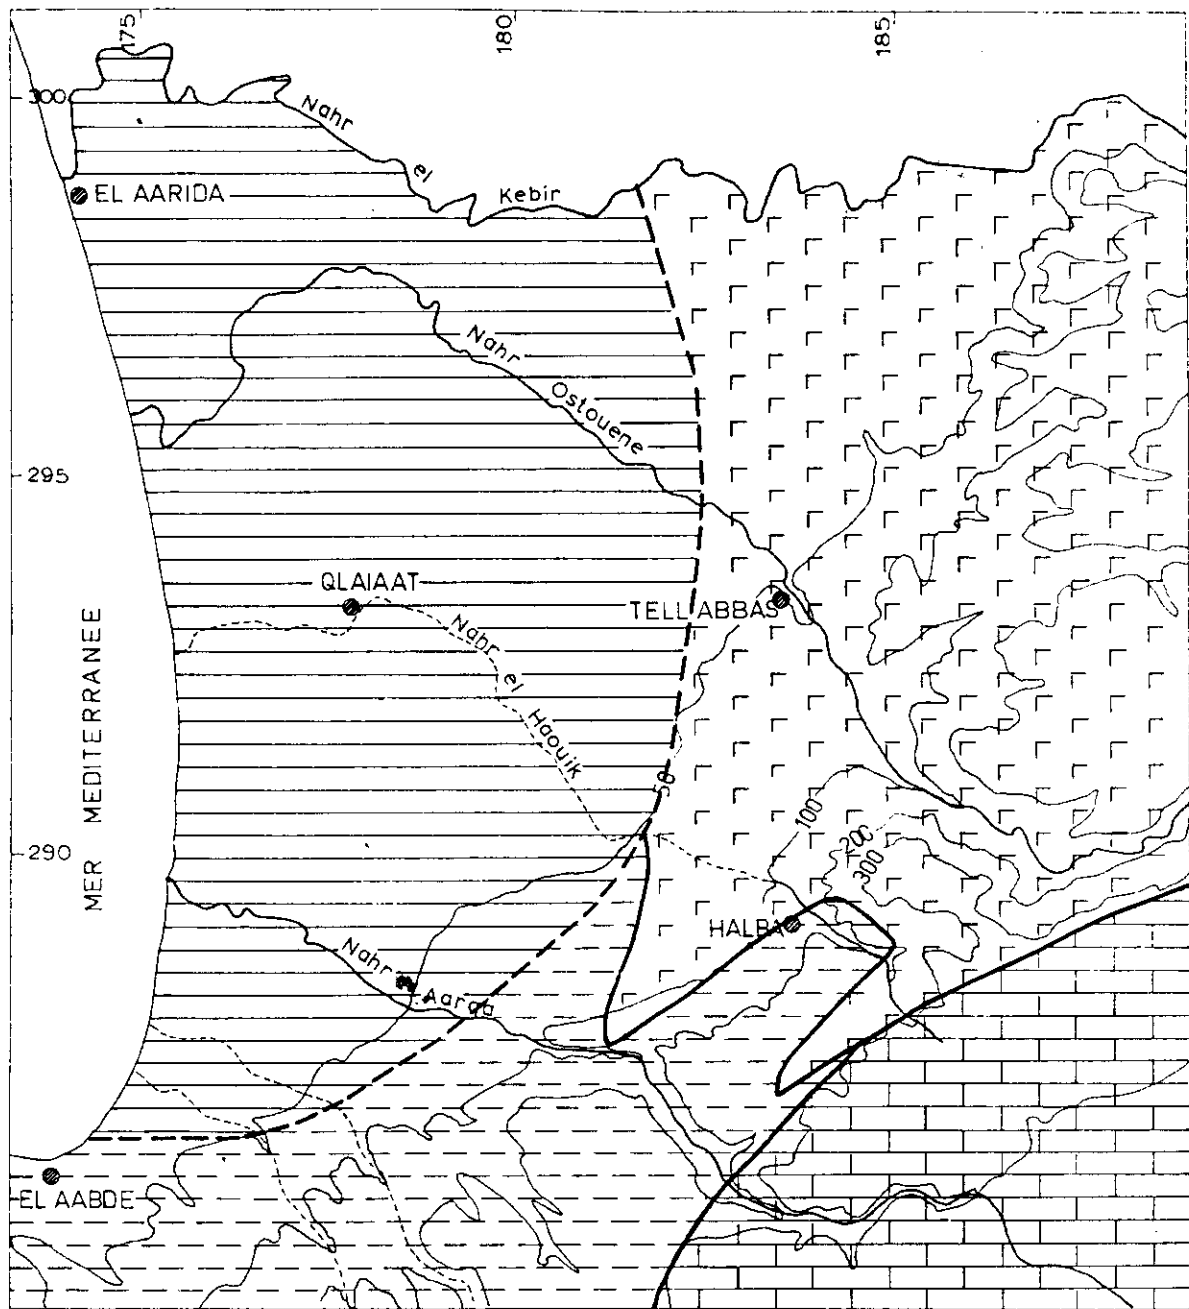 175
180
185
300
Nahr el Kebir
EL AARIDA
Nahr Ostouene
295
QLAIAAT
TELL ABBAS
Nahr el Haouik
MER MEDITERRANEE
50
100
200
300
290
HALBA
Nahr Aarqa
EL AABDE